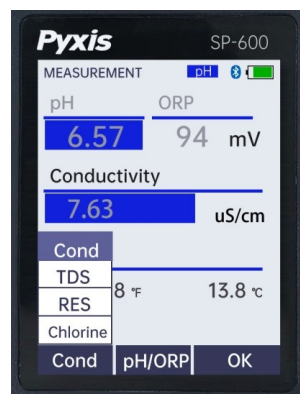 Pyxis SP-600
MEASUREMENT pH
pH ORP
6.57 94 mV
Conductivity
7.63 uS/cm
Cond
TDS
8 °F 13.8 °C
RES
Chlorine
Cond pH/ORP OK